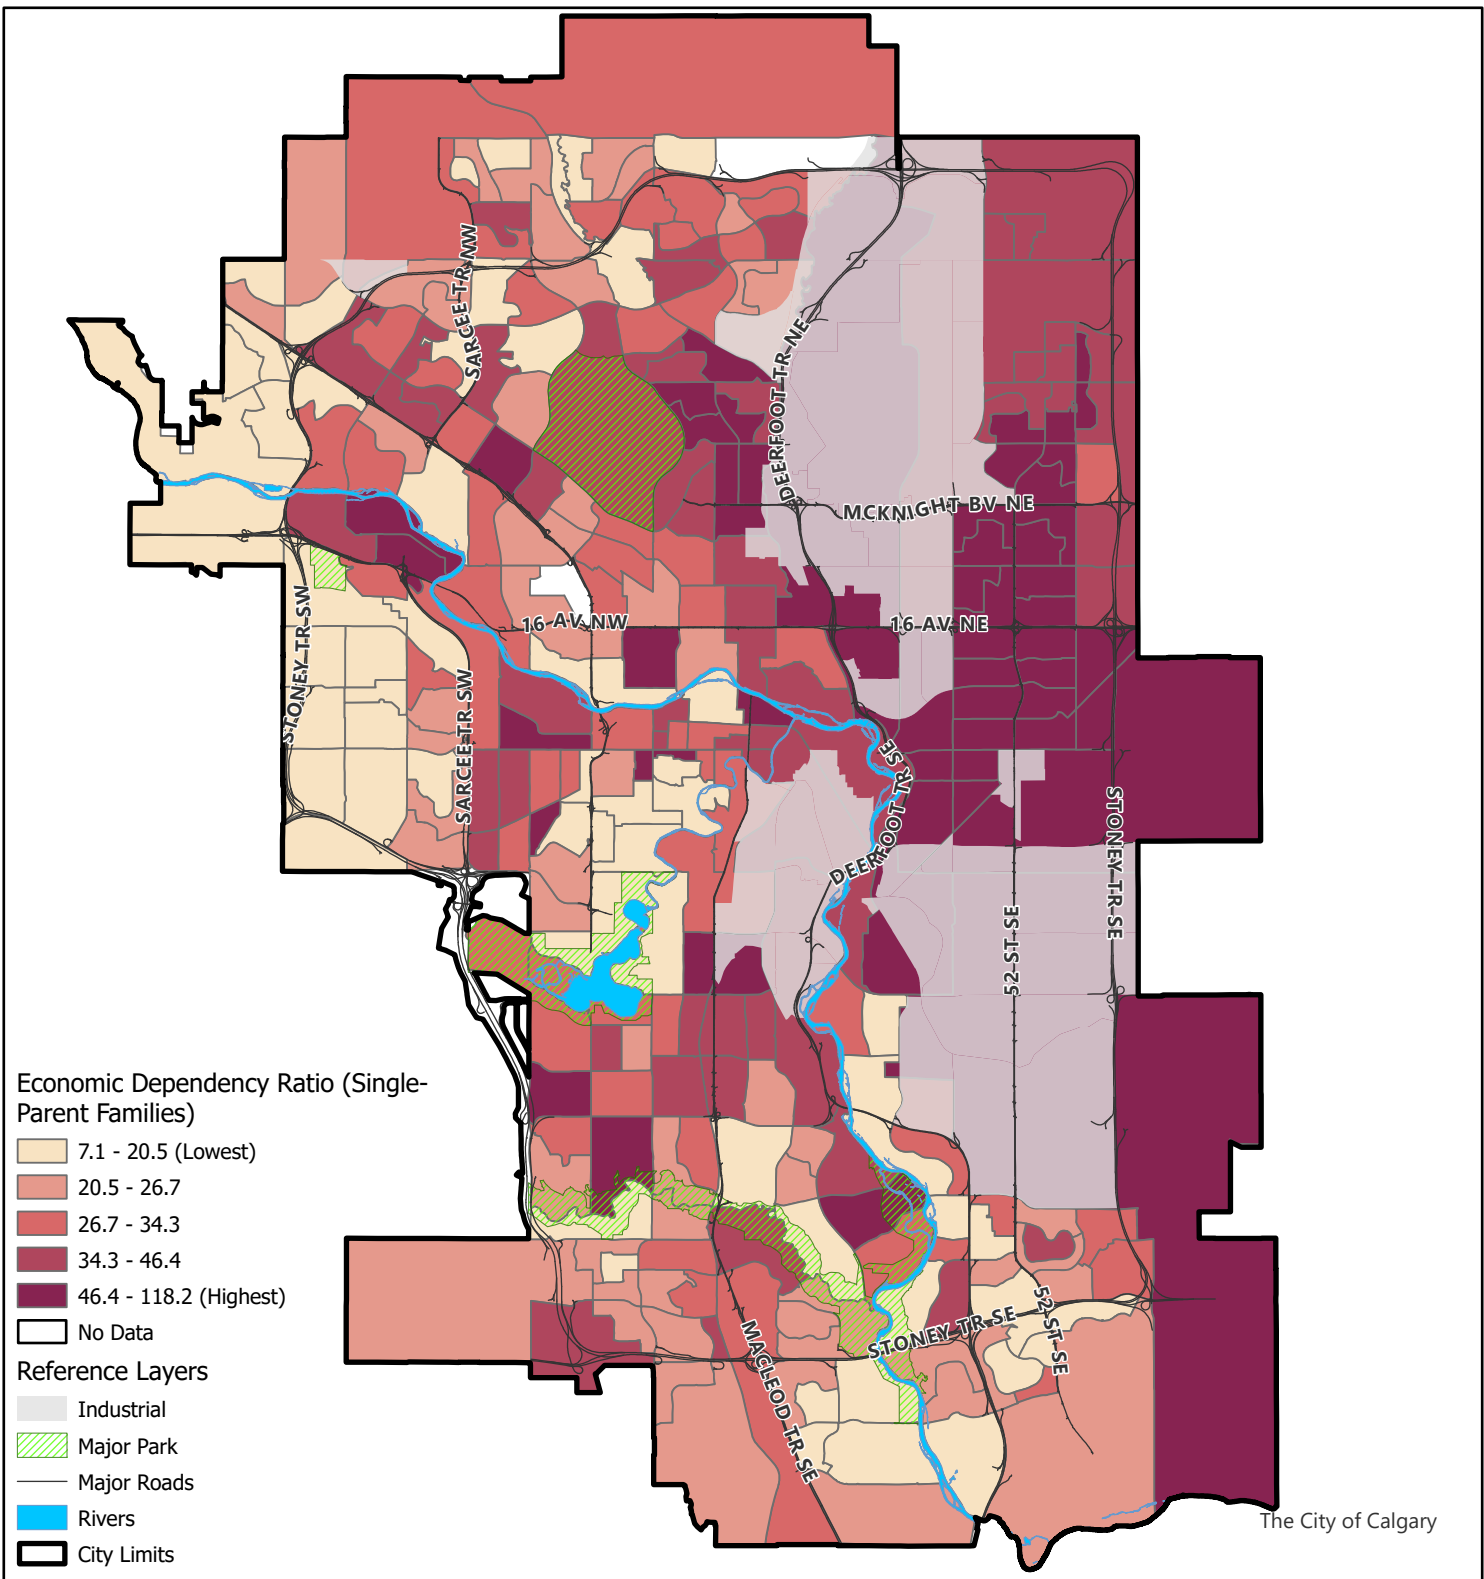 SARCEE TR NW
DEERFOOT TR NE
MCKNIGHT BV NE
16 AV NW
16 AV NE
STONEY TR SW
SARCEE TR SW
DEERFOOT TR SE
STONEY TR SE
52 ST SE
STONEY TR SE
52 ST SE
MACLEOD TR SE
Economic Dependency Ratio (Single-
Parent Families)
7.1 - 20.5 (Lowest)
20.5 - 26.7
26.7 - 34.3
34.3 - 46.4
46.4 - 118.2 (Highest)
No Data
Reference Layers
Industrial
Major Park
Major Roads
Rivers
City Limits
The City of Calgary